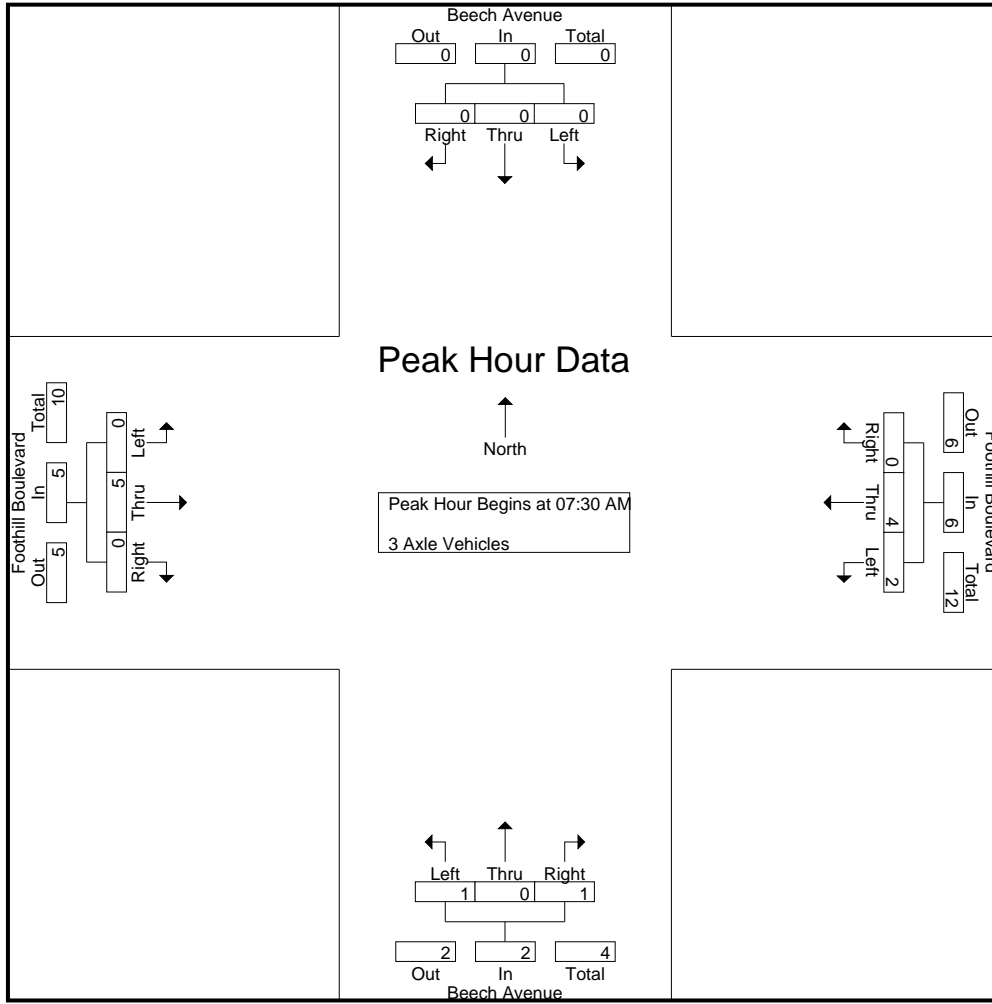 Beech Avenue
Out In Total
0 0 0
0 0 0
Right Thru Left
Peak Hour Data
North
Peak Hour Begins at 07:30 AM
3 Axle Vehicles
Foothill Boulevard
Total In Out
10 5 5
0 5 0
Left Thru Right
Foothill Boulevard
Out In Total
6 6 12
0 4 2
Right Thru Left
Left Thru Right
1 0 1
2 2 4
Out In Total
Beech Avenue